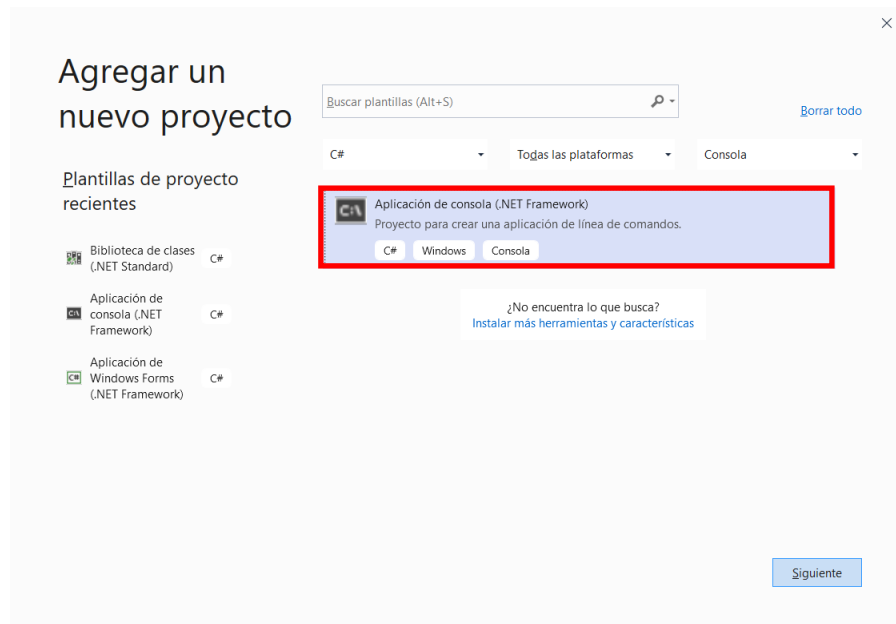 Agregar un
nuevo proyecto
Buscar plantillas (Alt+S)
Borrar todo
C#
Todas las plataformas
Consola
Plantillas de proyecto
recientes
Biblioteca de clases
(.NET Standard)
C#
Aplicación de
consola (.NET
Framework)
C#
Aplicación de
Windows Forms
(.NET Framework)
C#
Aplicación de consola (.NET Framework)
Proyecto para crear una aplicación de línea de comandos.
C#
Windows
Consola
¿No encuentra lo que busca?
Instalar más herramientas y características
Siguiente